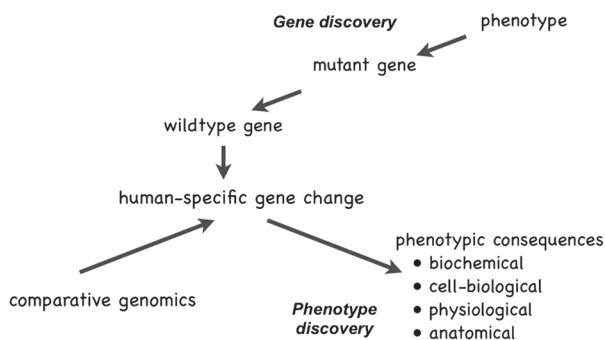 Gene discovery
phenotype
mutant gene
wildtype gene
human-specific gene change
comparative genomics
Phenotype
discovery
phenotypic consequences
• biochemical
• cell-biological
• physiological
• anatomical